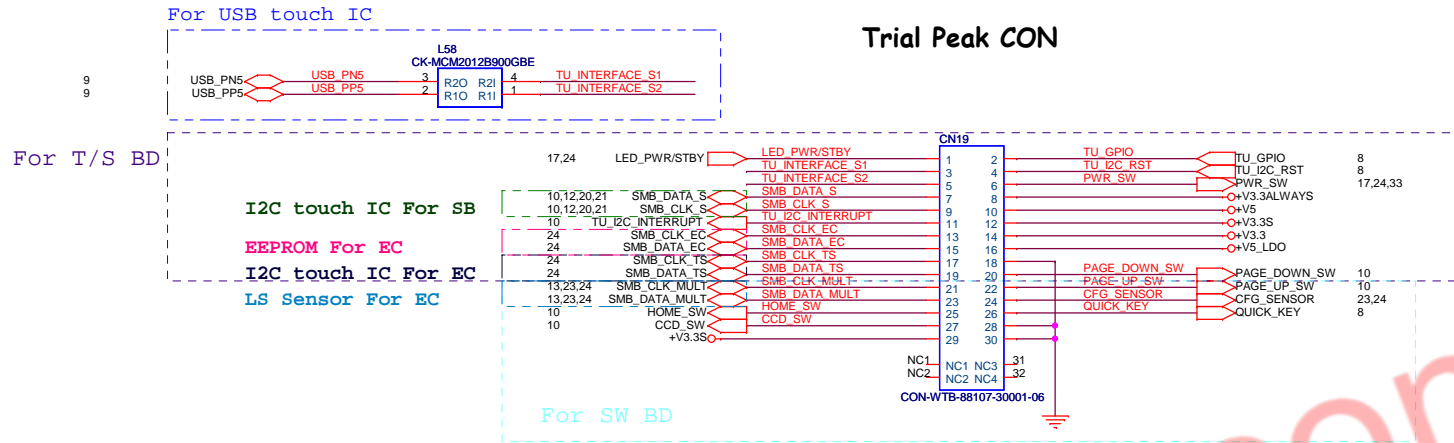 For USB touch IC
Trial Peak CON
L58
CK-MCM2012B900GBE
9 USB_PN5 USB_PN5 3 R2O R2I 4 TU_INTERFACE_S1
9 USB_PP5 USB_PP5 2 R1O R1I 1 TU_INTERFACE_S2
For T/S BD
CN19
17,24 LED_PWR/STBY LED_PWR/STBY 1 2 TU_GPIO TU_GPIO 8
TU_INTERFACE_S1 3 4 TU_I2C_RST TU_I2C_RST 8
TU_INTERFACE_S2 5 6 PWR_SW PWR_SW 17,24,33
10,12,20,21 SMB_DATA_S SMB_DATA_S 7 8 +V3.3ALWAYS
I2C touch IC For SB
10,12,20,21 SMB_CLK_S SMB_CLK_S 9 10 +V5
10 TU_I2C_INTERRUPT TU_I2C_INTERRUPT 11 12 +V3.3S
24 SMB_CLK_EC SMB_CLK_EC 13 14 +V3.3
EEPROM For EC
24 SMB_DATA_EC SMB_DATA_EC 15 16 +V5_LDO
24 SMB_CLK_TS SMB_CLK_TS 17 18
I2C touch IC For EC
24 SMB_DATA_TS SMB_DATA_TS 19 20 PAGE_DOWN_SW PAGE_DOWN_SW 10
13,23,24 SMB_CLK_MULT SMB_CLK_MULT 21 22 PAGE_UP_SW PAGE_UP_SW 10
LS Sensor For EC
13,23,24 SMB_DATA_MULT SMB_DATA_MULT 23 24 CFG_SENSOR CFG_SENSOR 23,24
10 HOME_SW HOME_SW 25 26 QUICK_KEY QUICK_KEY 8
10 CCD_SW CCD_SW 27 28
+V3.3S 29 30
NC1 NC1 NC3 31
NC2 NC2 NC4 32
CON-WTB-88107-30001-06
For SW BD